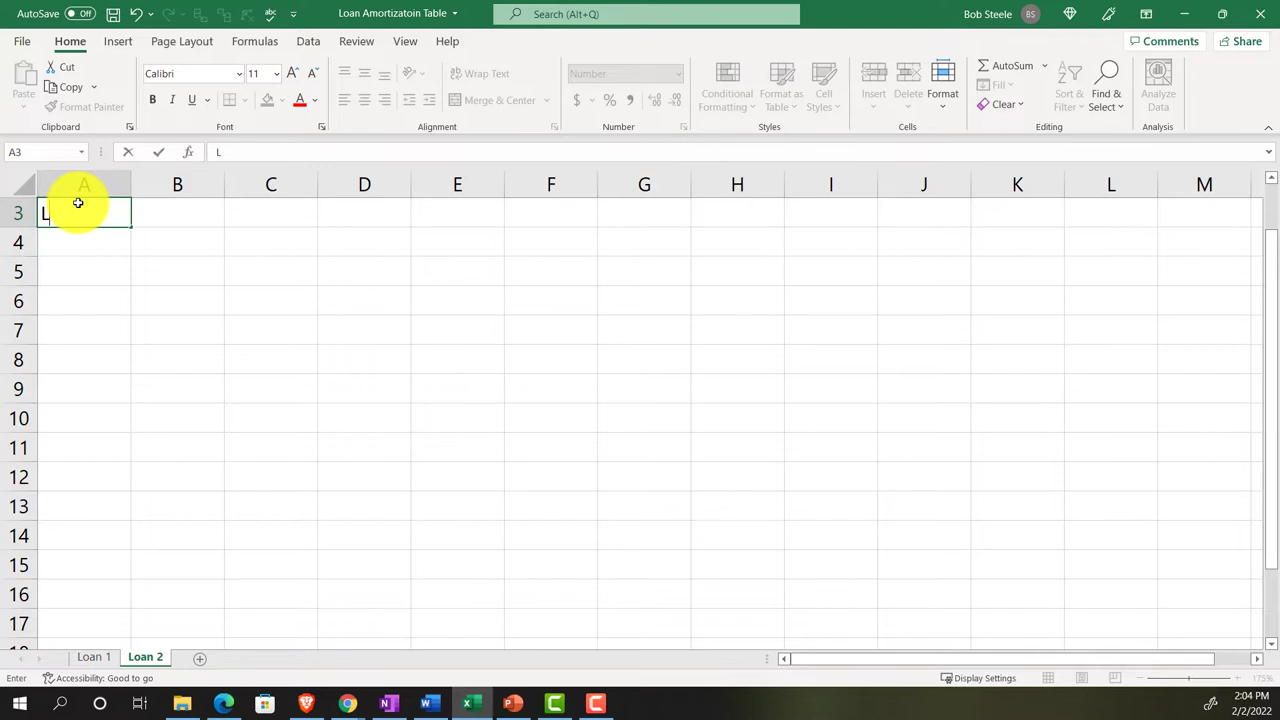 AutoSave Off Loan Amortizatoin Table Search (Alt+Q) Bob Steele BS
File Home Insert Page Layout Formulas Data Review View Help Comments Share
Paste Cut Copy Format Painter Clipboard
Calibri 11 A A B I U A Font
ab Wrap Text Merge & Center Alignment
Number $ % 9 Number
Conditional Formatting Format as Table Cell Styles Styles
Insert Delete Format Cells
AutoSum Fill Clear Sort & Filter Find & Select Editing
Analyze Data Analysis
A3 fx L
A B C D E F G H I J K L M
3 L
4
5
6
7
8
9
10
11
12
13
14
15
16
17
Loan 1 Loan 2
Enter Accessibility: Good to go Display Settings 175%
2:04 PM
2/2/2022